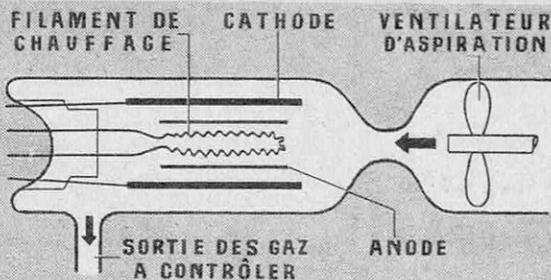 FILAMENT DE
CHAUFFAGE
CATHODE
VENTILATEUR
D'ASPIRATION
SORTIE DES GAZ
A CONTRÔLER
ANODE